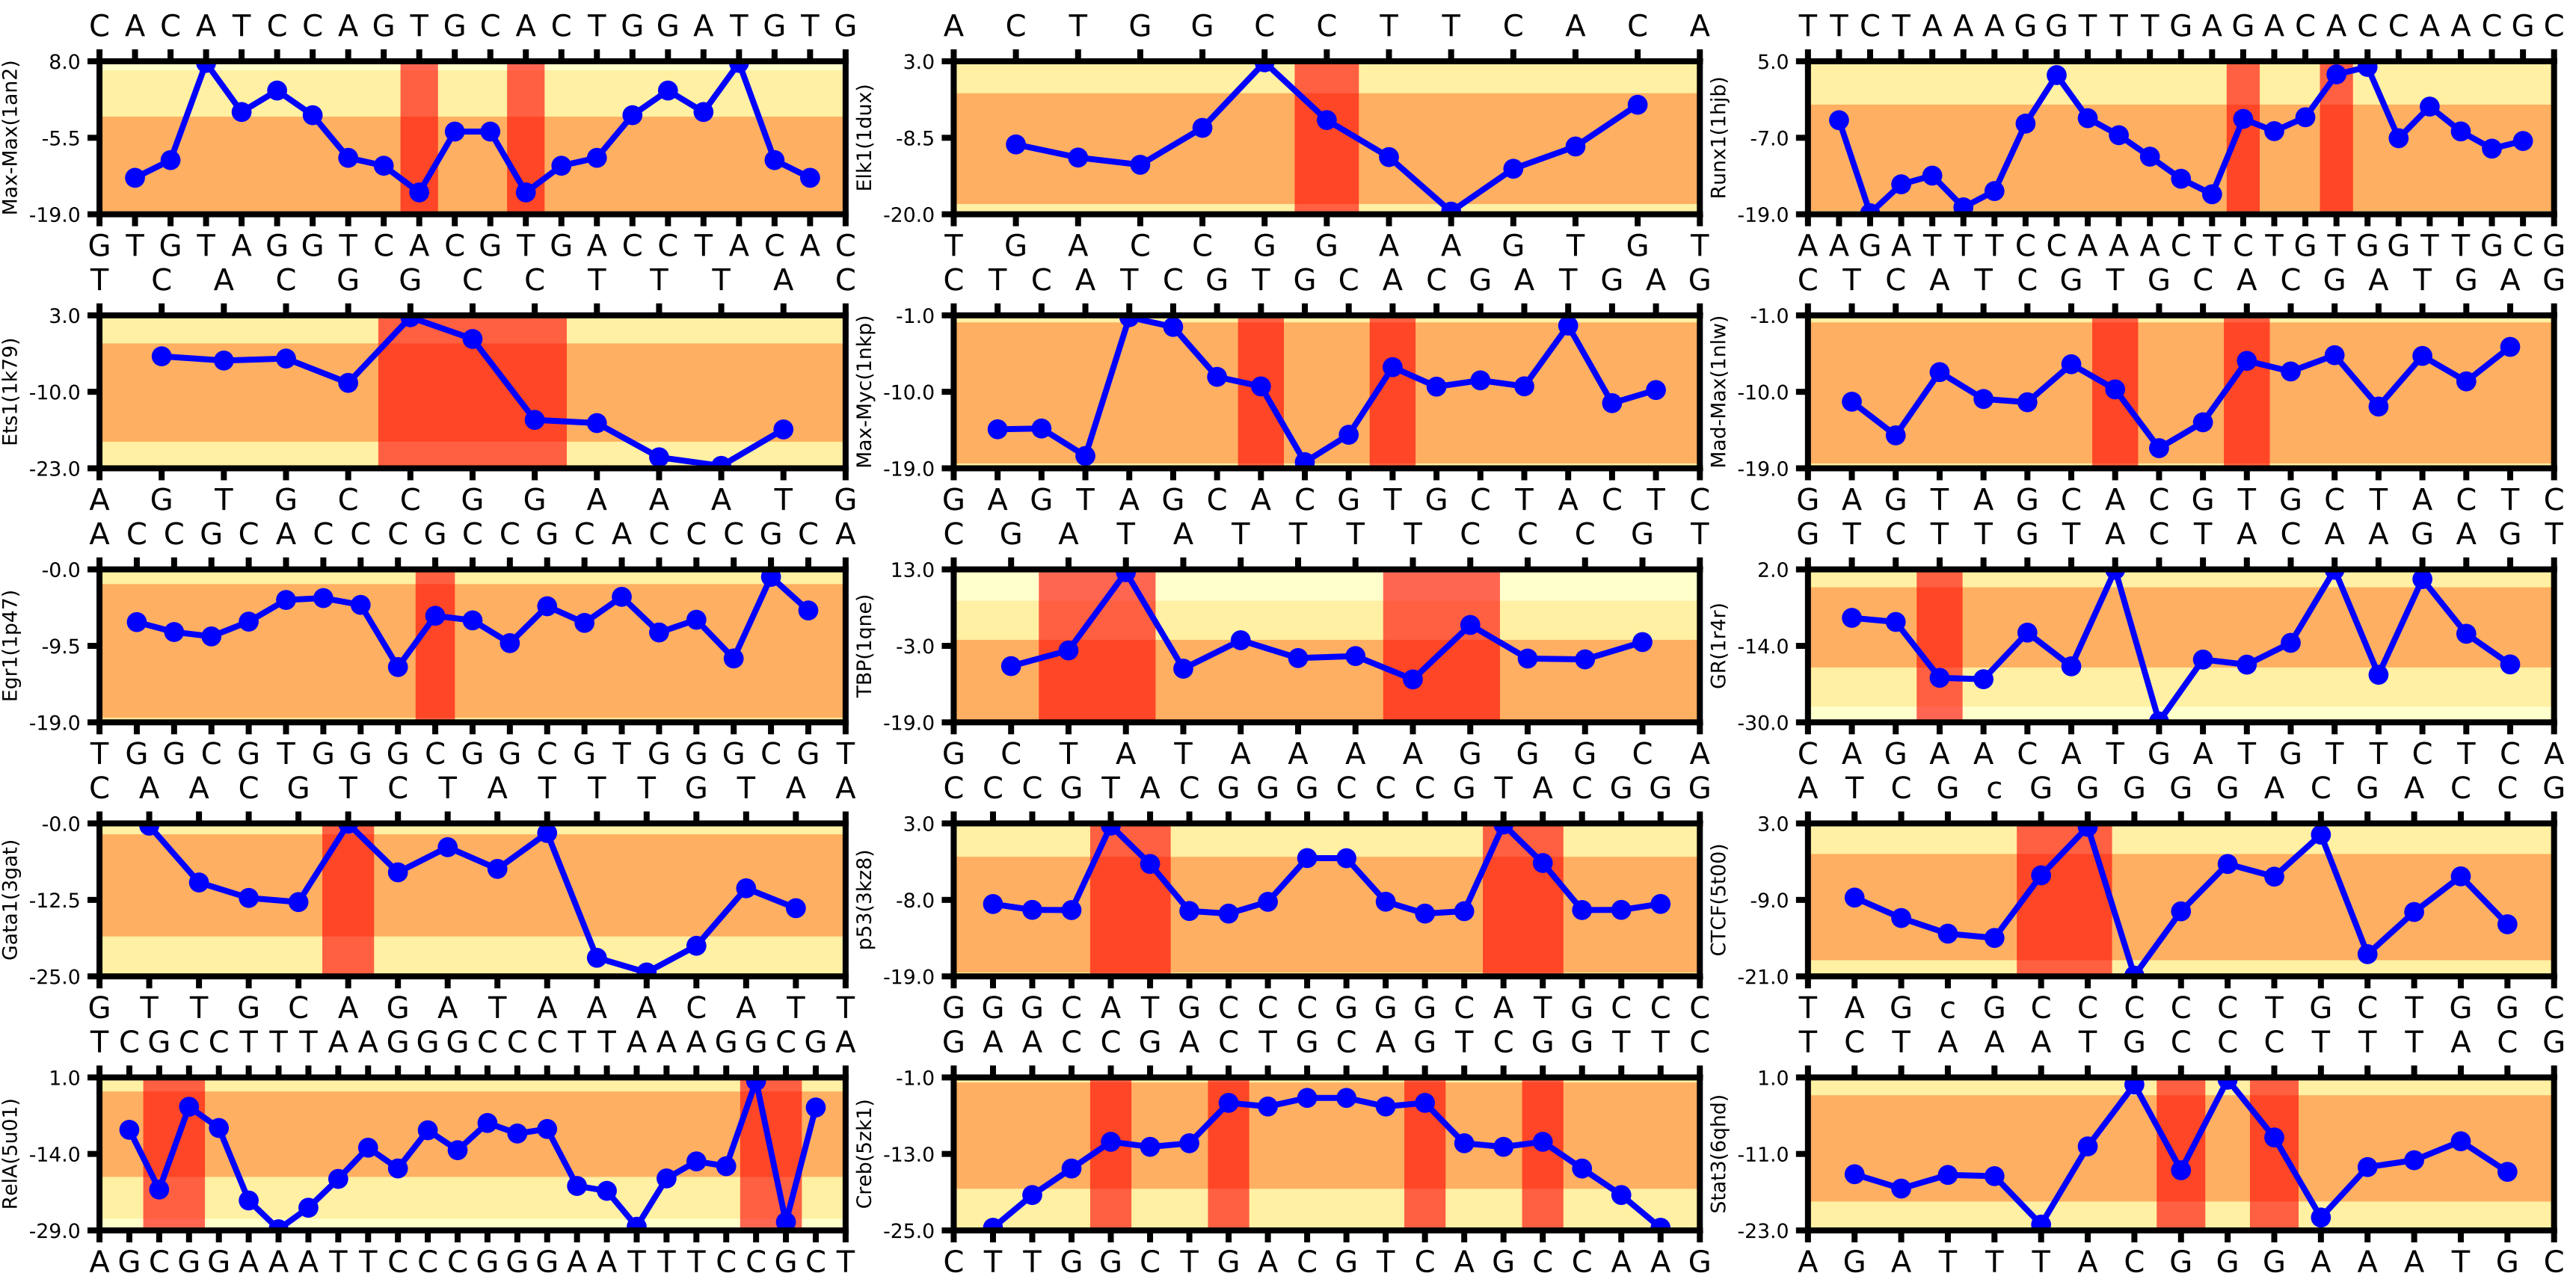 C A C A T C C A G T G C A C T G G A T G T G
8.0
-5.5
-19.0
Max-Max(1an2)
G T G T A G G T C A C G T G A C C T A C A C
A C T G G C C T T C A C A
3.0
-8.5
-20.0
Elk1(1dux)
T G A C C G G A A G T G T
T T C T A A A G G T T T G A G A C A C C A A C G C
5.0
-7.0
-19.0
Runx1(1hjb)
A A G A T T T C C A A A C T C T G T G G T T G C G
T C A C G G C C T T T A C
3.0
-10.0
-23.0
Ets1(1k79)
A G T G C C G G A A A T G
C T C A T C G T G C A C G A T G A G
-1.0
-10.0
-19.0
Max-Myc(1nkp)
G A G T A G C A C G T G C T A C T C
C T C A T C G T G C A C G A T G A G
-1.0
-10.0
-19.0
Mad-Max(1nlw)
G A G T A G C A C G T G C T A C T C
A C C G C A C C C G C C G C A C C C G C A
-0.0
-9.5
-19.0
Egr1(1p47)
T G G C G T G G G C G G C G T G G G C G T
C G A T A T T T T C C C G T
13.0
-3.0
-19.0
TBP(1qne)
G C T A T A A A A G G G C A
G T C T T G T A C T A C A A G A G T
2.0
-14.0
-30.0
GR(1r4r)
C A G A A C A T G A T G T T C T C A
C A A C G T C T A T T T G T A A
-0.0
-12.5
-25.0
Gata1(3gat)
G T T G C A G A T A A A C A T T
C C C G T A C G G G C C C G T A C G G G
3.0
-8.0
-19.0
p53(3kz8)
G G G C A T G C C C G G G C A T G C C C
A T C G c G G G G G A C G A C C G
3.0
-9.0
-21.0
CTCF(5t00)
T A G c G C C C C C T G C T G G C
T C G C C T T T A A G G G C C C T T A A A G G C G A
1.0
-14.0
-29.0
RelA(5u01)
A G C G G A A A T T C C C G G G A A T T T C C G C T
G A A C C G A C T G C A G T C G G T T C
-1.0
-13.0
-25.0
Creb(5zk1)
C T T G G C T G A C G T C A G C C A A G
T C T A A A T G C C C T T T A C G
1.0
-11.0
-23.0
Stat3(6qhd)
A G A T T T A C G G G A A A T G C